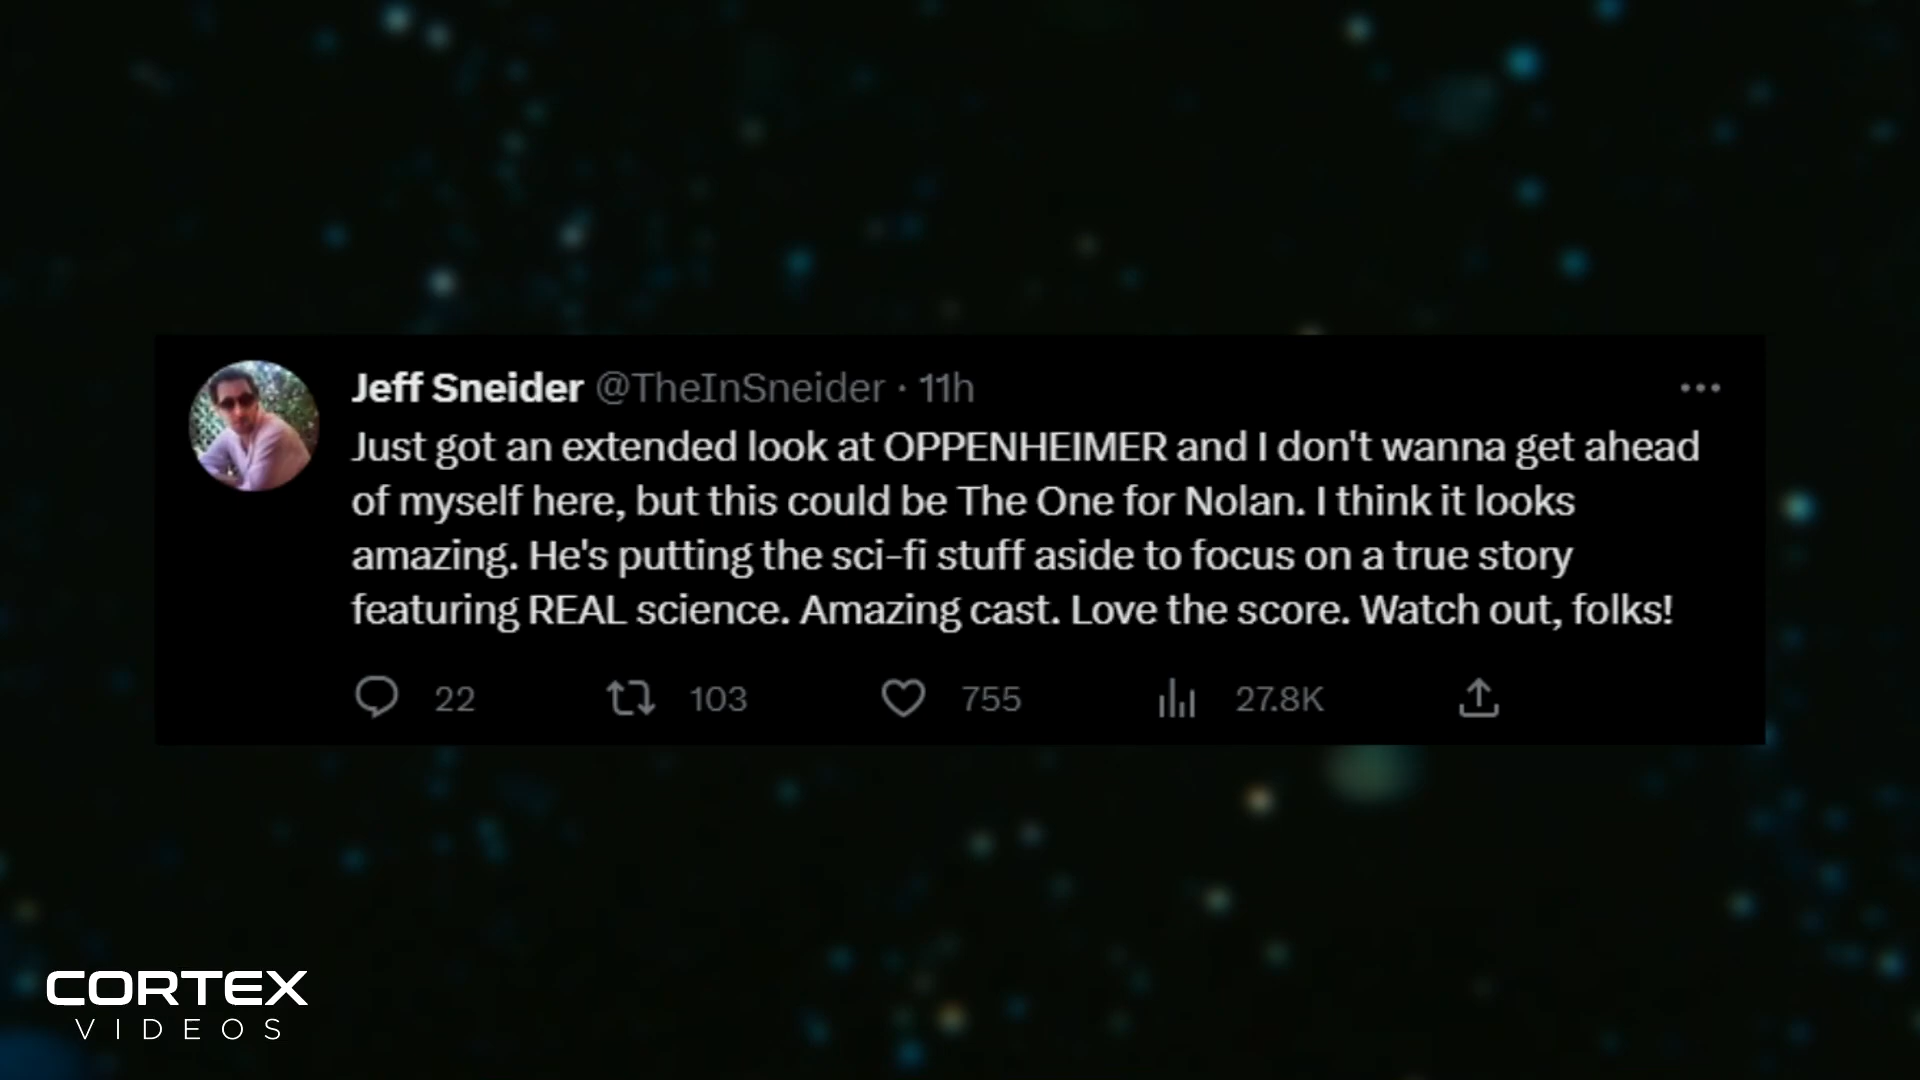 Jeff Sneider @TheInSneider · 11h
Just got an extended look at OPPENHEIMER and I don't wanna get ahead
of myself here, but this could be The One for Nolan. I think it looks
amazing. He's putting the sci-fi stuff aside to focus on a true story
featuring REAL science. Amazing cast. Love the score. Watch out, folks!
22 103 755 27.8K
CORTEX
VIDEOS